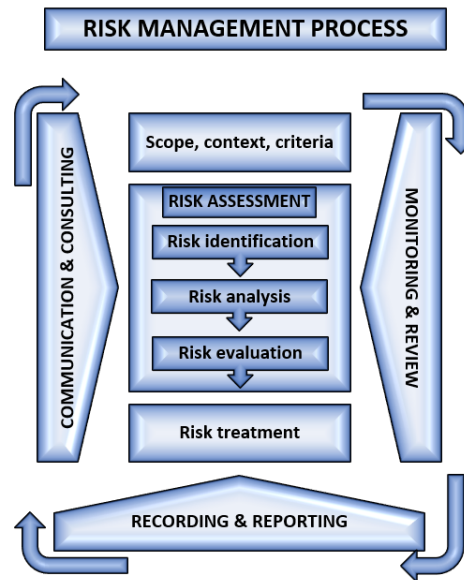 RISK MANAGEMENT PROCESS
Scope, context, criteria
COMMUNICATION & CONSULTING
RISK ASSESSMENT
Risk identification
Risk analysis
Risk evaluation
MONITORING & REVIEW
Risk treatment
RECORDING & REPORTING